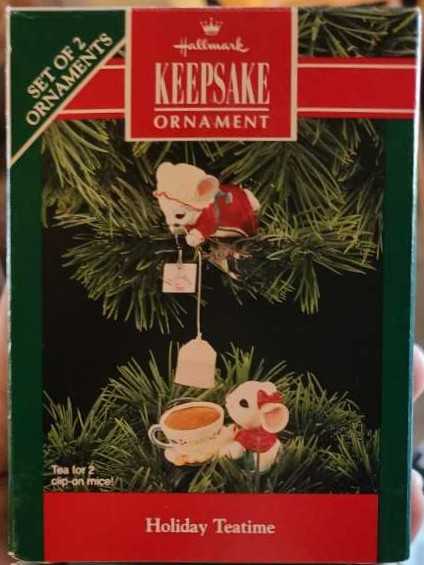 SET OF 2
ORNAMENTS
Hallmark
KEEPSAKE
ORNAMENT
Tea for 2
clip-on mice!
Holiday Teatime